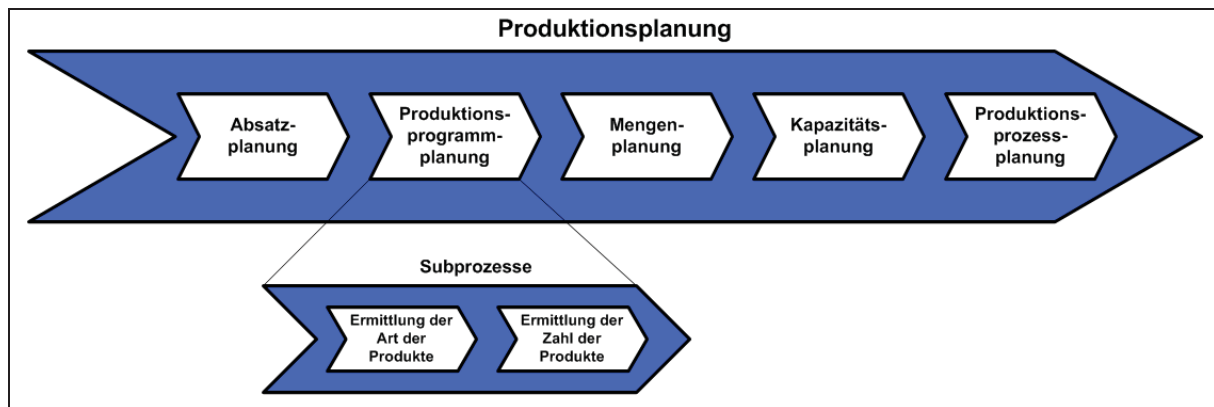 Produktionsplanung
Absatz-
planung
Produktions-
programm-
planung
Mengen-
planung
Kapazitäts-
planung
Produktions-
prozess-
planung
Subprozesse
Ermittlung der
Art der
Produkte
Ermittlung der
Zahl der
Produkte